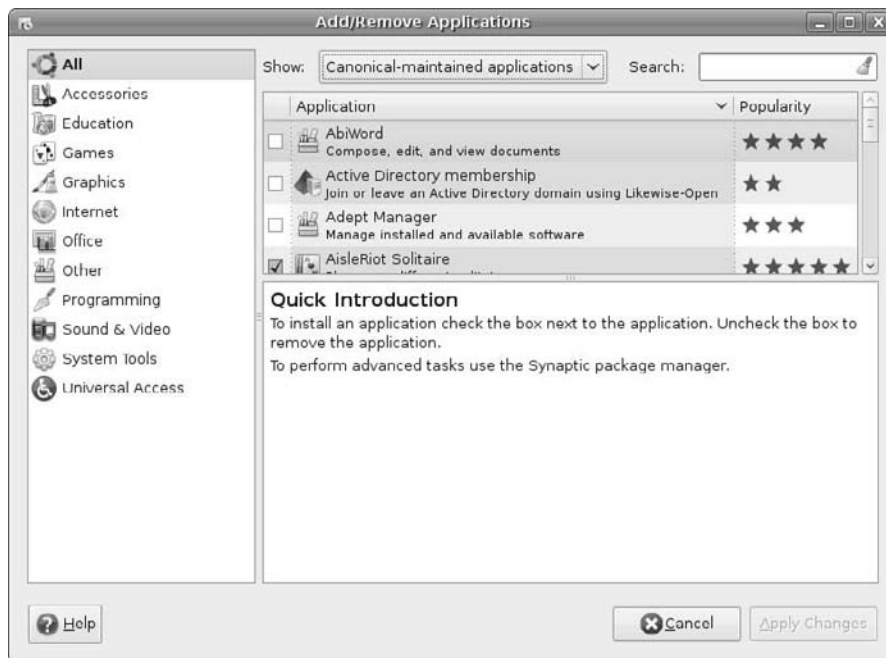 Add/Remove Applications
All
Accessories
Education
Games
Graphics
Internet
Office
Other
Programming
Sound & Video
System Tools
Universal Access
Show: Canonical-maintained applications Search:
Application Popularity
AbiWord
Compose, edit, and view documents
Active Directory membership
Join or leave an Active Directory domain using Likewise-Open
Adept Manager
Manage installed and available software
AisleRiot Solitaire
Quick Introduction
To install an application check the box next to the application. Uncheck the box to
remove the application.
To perform advanced tasks use the Synaptic package manager.
Help
Cancel
Apply Changes